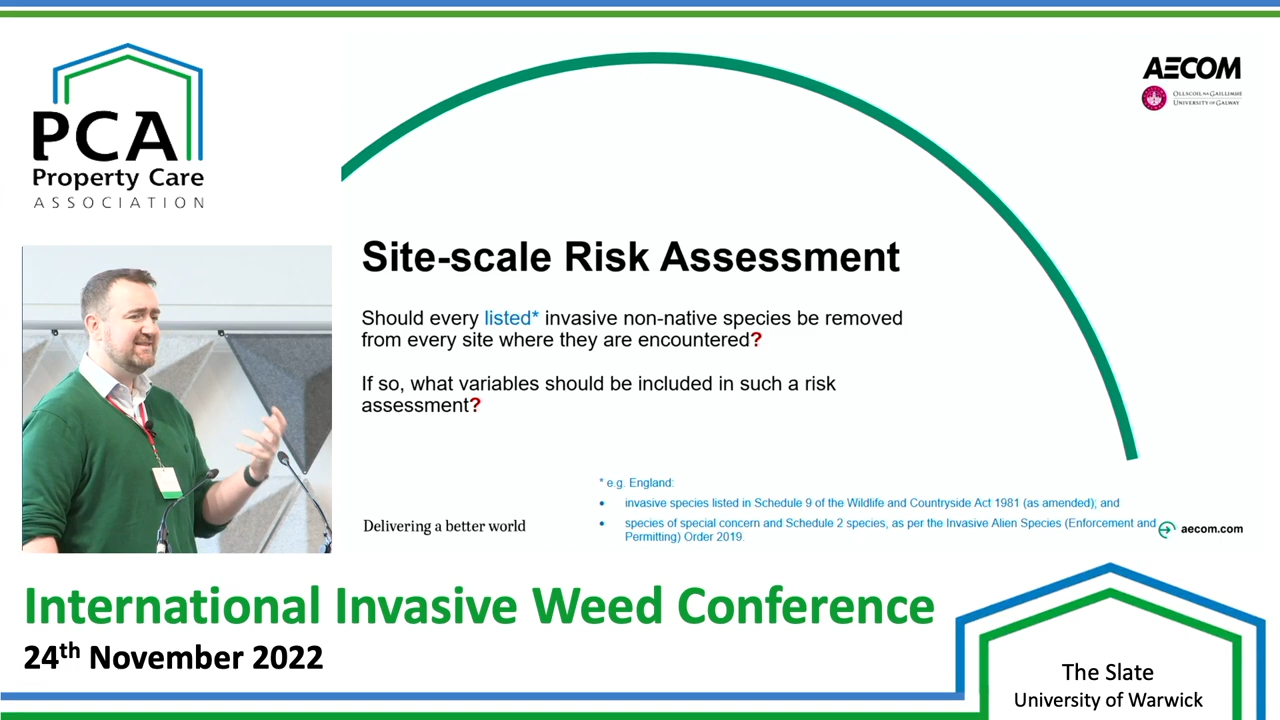 PCA
Property Care
ASSOCIATION
AECOM
OLLSCOIL NA GAILLIMHE
UNIVERSITY OF GALWAY
Site-scale Risk Assessment
Should every listed* invasive non-native species be removed
from every site where they are encountered?
If so, what variables should be included in such a risk
assessment?
* e.g. England:
• invasive species listed in Schedule 9 of the Wildlife and Countryside Act 1981 (as amended); and
• species of special concern and Schedule 2 species, as per the Invasive Alien Species (Enforcement and
Permitting) Order 2019.
Delivering a better world
aecom.com
International Invasive Weed Conference
24th November 2022
The Slate
University of Warwick